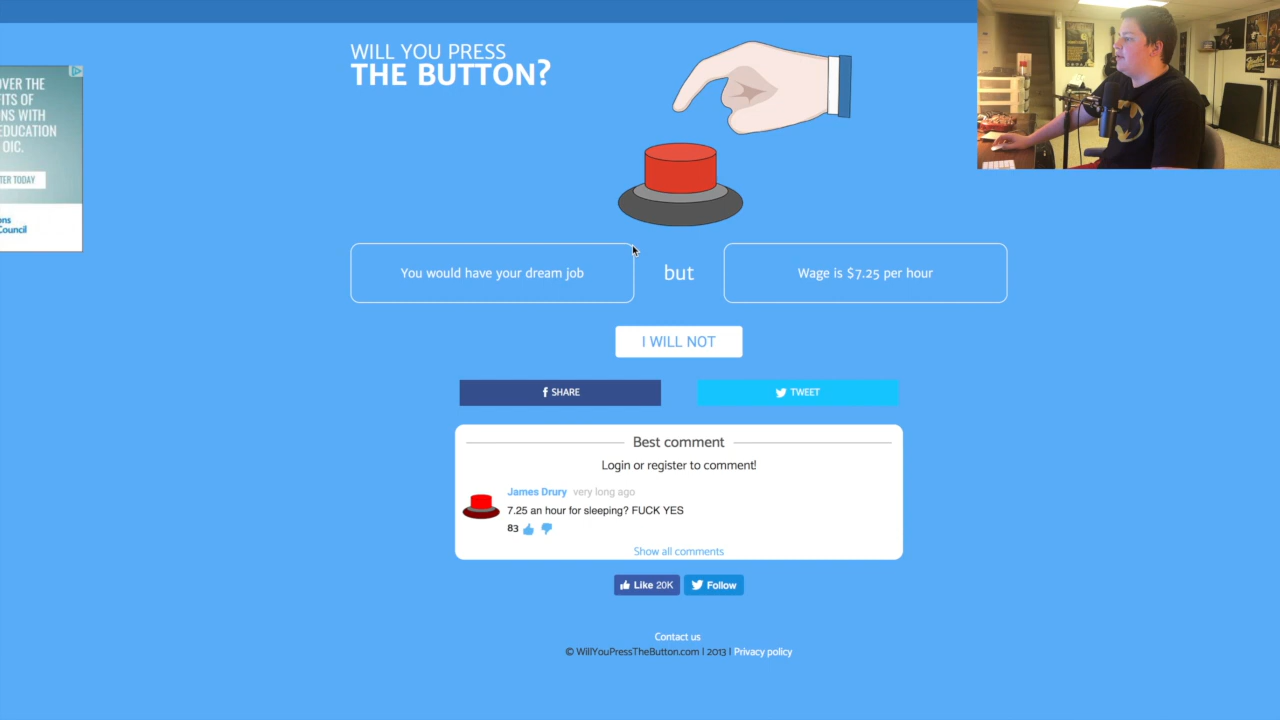 WILL YOU PRESS
THE BUTTON?
OVER THE
FITS OF
ONS WITH
EDUCATION
OIC.
TER TODAY
ons
Council
You would have your dream job
but
Wage is $7.25 per hour
I WILL NOT
f SHARE
TWEET
Best comment
Login or register to comment!
James Drury very long ago
7.25 an hour for sleeping? FUCK YES
83
Show all comments
Like 20K
Follow
Contact us
© WillYouPressTheButton.com | 2013 | Privacy policy